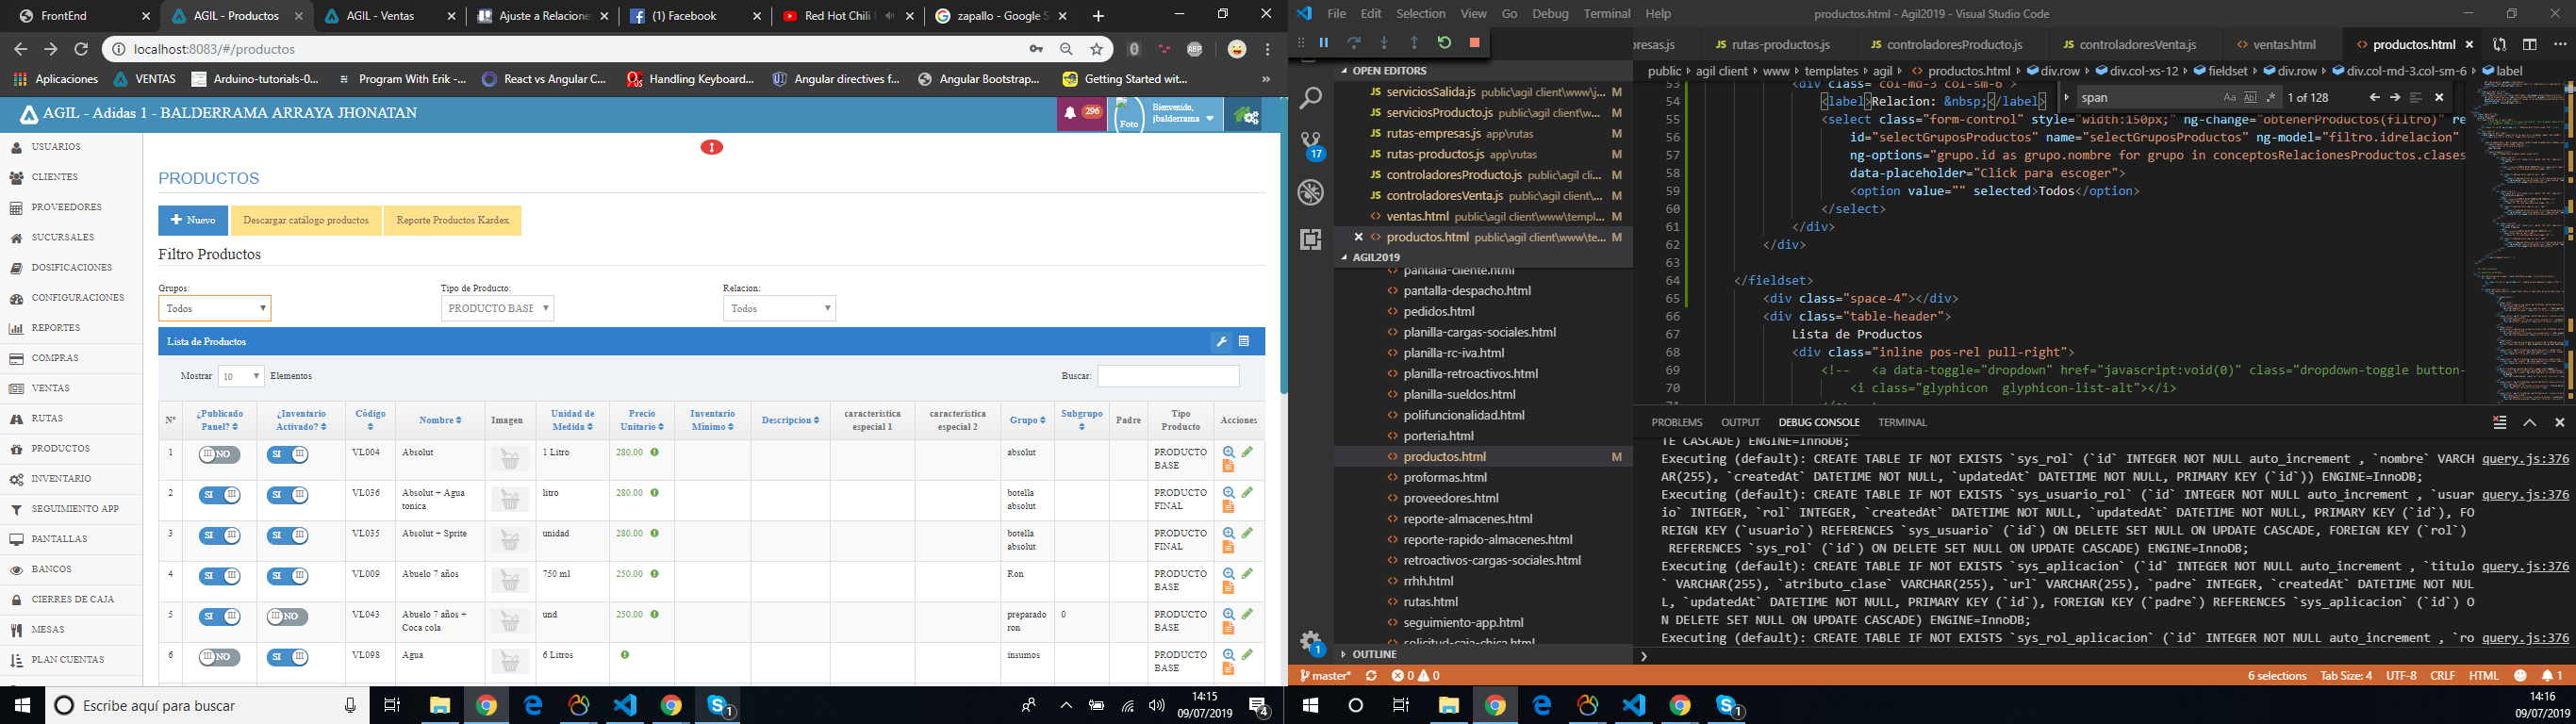 FrontEnd
AGIL - Productos
AGIL - Ventas
Ajuste a Relacione
(1) Facebook
Red Hot Chili
zapallo - Google S
localhost:8083/#/productos
Aplicaciones
VENTAS
Arduino-tutorials-0...
Program With Erik -...
React vs Angular C...
Handling Keyboard...
Angular directives f...
Angular Bootstrap...
Getting Started wit...
»
AGIL - Adidas 1 - BALDERRAMA ARRAYA JHONATAN
296
Foto
Bienvenido,
jbalderrama
USUARIOS
CLIENTES
PROVEEDORES
SUCURSALES
DOSIFICACIONES
CONFIGURACIONES
REPORTES
COMPRAS
VENTAS
RUTAS
PRODUCTOS
INVENTARIO
SEGUIMIENTO APP
PANTALLAS
BANCOS
CIERRES DE CAJA
MESAS
PLAN CUENTAS
PRODUCTOS
Nuevo
Descargar catálogo productos
Reporte Productos Kardex
Filtro Productos
Grupos:
Tipo de Producto:
Relacion:
Todos
PRODUCTO BASE
Todos
Lista de Productos
Mostrar 10 Elementos
Buscar:
Nº ¿Publicado Panel? ¿Inventario Activado? Código Nombre Imagen Unidad de Medida Precio Unitario Inventario Mínimo Descripcion caracteristica especial 1 caracteristica especial 2 Grupo Subgrupo Padre Tipo Producto Acciones
1 NO SI VL004 Absolut 1 Litro 280.00 absolut PRODUCTO BASE
2 SI SI VL036 Absolut + Agua tonica litro 280.00 botella absolut PRODUCTO FINAL
3 SI SI VL035 Absolut + Sprite unidad 280.00 botella absolut PRODUCTO FINAL
4 SI SI VL009 Abuelo 7 años 750 ml 250.00 Ron PRODUCTO BASE
5 SI NO VL043 Abuelo 7 años + Coca cola und 250.00 preparado ron 0 PRODUCTO BASE
6 NO SI VL098 Agua 6 Litros insumos PRODUCTO BASE
Escribe aquí para buscar
14:15
09/07/2019
4
File Edit Selection View Go Debug Terminal Help
productos.html - Agil2019 - Visual Studio Code
presas.js
rutas-productos.js
controladoresProducto.js
controladoresVenta.js
ventas.html
productos.html
public agil client www templates agil productos.html div.row div.col-xs-12 fieldset div.row div.col-md-3.col-sm-6 label
17
1
OPEN EDITORS
serviciosSalida.js public\agil client\www\j... M
serviciosProducto.js public\agil client\w... M
rutas-empresas.js app\rutas M
rutas-productos.js app\rutas M
controladoresProducto.js public\agil cli... M
controladoresVenta.js public\agil client\... M
ventas.html public\agil client\www\templ... M
productos.html public\agil client\www\te... M
AGIL2019
pantalla-cliente.html
pantalla-despacho.html
pedidos.html
planilla-cargas-sociales.html
planilla-rc-iva.html
planilla-retroactivos.html
planilla-sueldos.html
polifuncionalidad.html
porteria.html
productos.html M
proformas.html
proveedores.html
reporte-almacenes.html
reporte-rapido-almacenes.html
retroactivos-cargas-sociales.html
rrhh.html
rutas.html
seguimiento-app.html
solicitud-caja-chica.html
OUTLINE
span
Aa Abl .*
1 of 128
53 <div class="col-md-3 col-sm-6">
54 <label>Relacion: &nbsp;</label>
55 <select class="form-control" style="width:150px;" ng-change="obtenerProductos(filtro)" re
56 id="selectGruposProductos" name="selectGruposProductos" ng-model="filtro.idrelacion"
57 ng-options="grupo.id as grupo.nombre for grupo in conceptosRelacionesProductos.clases
58 data-placeholder="Click para escoger">
59 <option value="" selected>Todos</option>
60 </select>
61 </div>
62 </div>
63
64 </fieldset>
65 <div class="space-4"></div>
66 <div class="table-header">
67 Lista de Productos
68 <div class="inline pos-rel pull-right">
69 <!-- <a data-toggle="dropdown" href="javascript:void(0)" class="dropdown-toggle button-
70 <i class="glyphicon glyphicon-list-alt"></i>
PROBLEMS OUTPUT DEBUG CONSOLE TERMINAL
TE CASCADE) ENGINE=InnoDB;
Executing (default): CREATE TABLE IF NOT EXISTS `sys_rol` (`id` INTEGER NOT NULL auto_increment , `nombre` VARCH query.js:376
AR(255), `createdAt` DATETIME NOT NULL, `updatedAt` DATETIME NOT NULL, PRIMARY KEY (`id`)) ENGINE=InnoDB;
Executing (default): CREATE TABLE IF NOT EXISTS `sys_usuario_rol` (`id` INTEGER NOT NULL auto_increment , `usuar query.js:376
io` INTEGER, `rol` INTEGER, `createdAt` DATETIME NOT NULL, `updatedAt` DATETIME NOT NULL, PRIMARY KEY (`id`), FO
REIGN KEY (`usuario`) REFERENCES `sys_usuario` (`id`) ON DELETE SET NULL ON UPDATE CASCADE, FOREIGN KEY (`rol`)
REFERENCES `sys_rol` (`id`) ON DELETE SET NULL ON UPDATE CASCADE) ENGINE=InnoDB;
Executing (default): CREATE TABLE IF NOT EXISTS `sys_aplicacion` (`id` INTEGER NOT NULL auto_increment , `titulo query.js:376
` VARCHAR(255), `atributo_clase` VARCHAR(255), `url` VARCHAR(255), `padre` INTEGER, `createdAt` DATETIME NOT NUL
L, `updatedAt` DATETIME NOT NULL, PRIMARY KEY (`id`), FOREIGN KEY (`padre`) REFERENCES `sys_aplicacion` (`id`) O
N DELETE SET NULL ON UPDATE CASCADE) ENGINE=InnoDB;
Executing (default): CREATE TABLE IF NOT EXISTS `sys_rol_aplicacion` (`id` INTEGER NOT NULL auto_increment , `ro query.js:376
master* 0 0
6 selections Tab Size: 4 UTF-8 CRLF HTML 1
14:16
09/07/2019